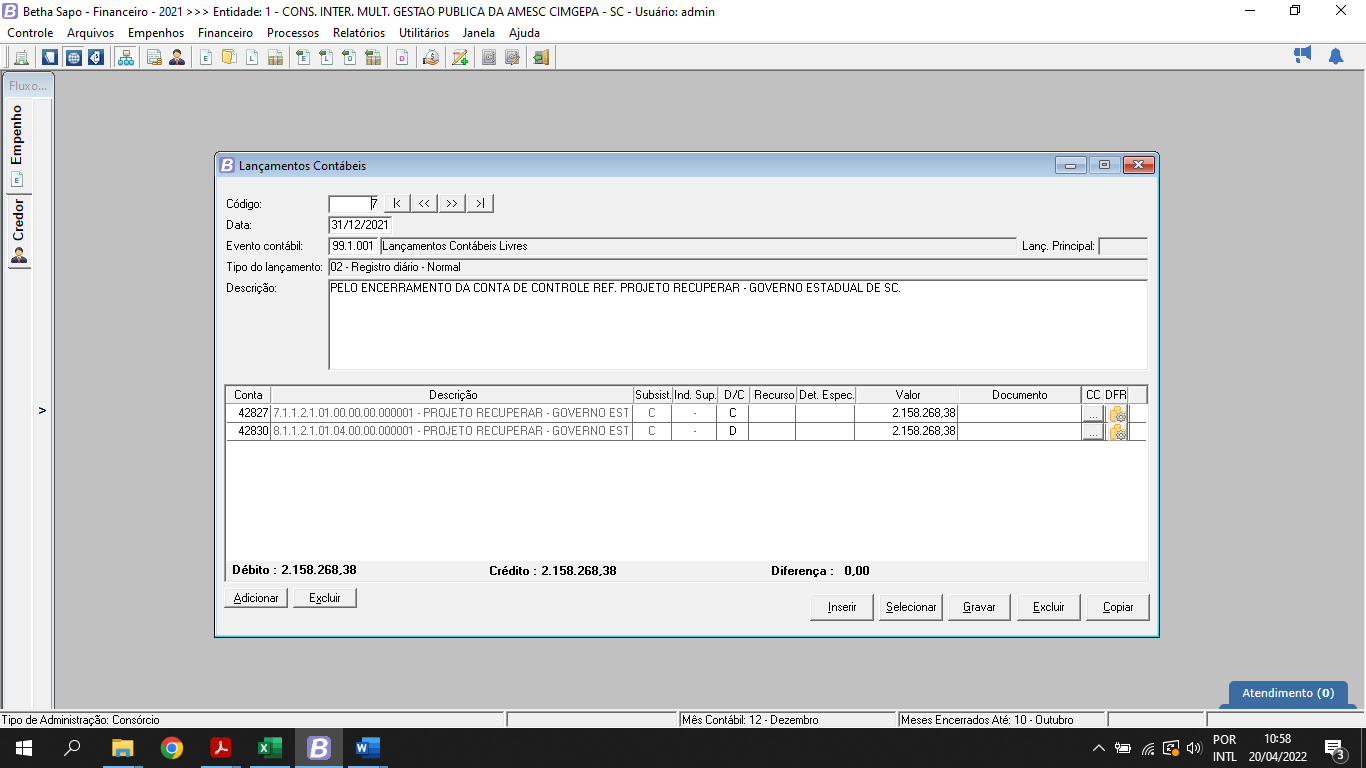 Betha Sapo - Financeiro - 2021 >>> Entidade: 1 - CONS. INTER. MULT. GESTAO PUBLICA DA AMESC CIMGEPA - SC - Usuário: admin
Controle Arquivos Empenhos Financeiro Processos Relatórios Utilitários Janela Ajuda
Fluxo...
Empenho
Credor
>
Lançamentos Contábeis
Código: 7 |< << >> >|
Data: 31/12/2021
Evento contábil: 99.1.001 Lançamentos Contábeis Livres Lanç. Principal:
Tipo do lançamento: 02 - Registro diário - Normal
Descrição: PELO ENCERRAMENTO DA CONTA DE CONTROLE REF. PROJETO RECUPERAR - GOVERNO ESTADUAL DE SC.
Conta Descrição Subsist. Ind. Sup. D/C Recurso Det. Espec. Valor Documento CC DFR
42827 7.1.1.2.1.01.00.00.00.000001 - PROJETO RECUPERAR - GOVERNO EST C - C 2.158.268,38 ...
42830 8.1.1.2.1.01.04.00.00.000001 - PROJETO RECUPERAR - GOVERNO EST C - D 2.158.268,38 ...
Débito : 2.158.268,38 Crédito : 2.158.268,38 Diferença : 0,00
Adicionar Excluir
Inserir Selecionar Gravar Excluir Copiar
Atendimento (0)
Tipo de Administração: Consórcio Mês Contábil: 12 - Dezembro Meses Encerrados Até: 10 - Outubro
POR
INTL
10:58
20/04/2022
3